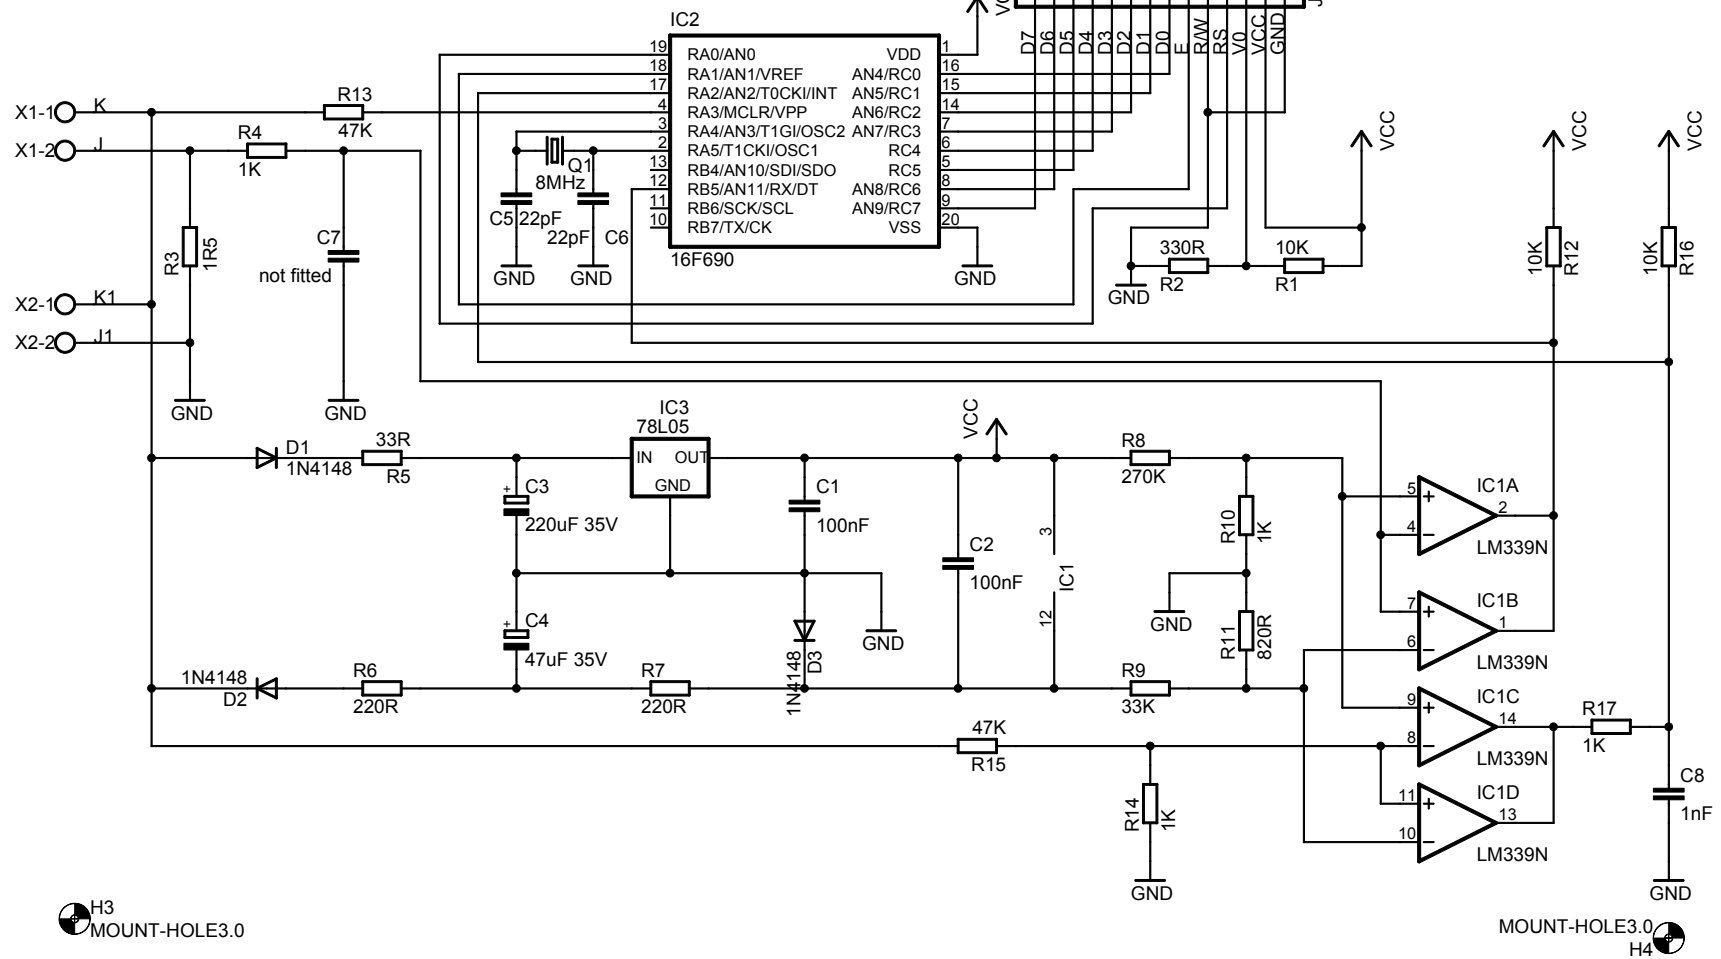 IC2
VCC
J
D7
D6
D5
D4
D3
D2
D1
D0
E
R/W
RS
V0
VCC
GND
19 RA0/AN0 VDD 1
18 RA1/AN1/VREF AN4/RC0 16
17 RA2/AN2/T0CKI/INT AN5/RC1 15
4 RA3/MCLR/VPP AN6/RC2 14
3 RA4/AN3/T1GI/OSC2 AN7/RC3 7
2 RA5/T1CKI/OSC1 RC4 6
13 RB4/AN10/SDI/SDO RC5 5
12 RB5/AN11/RX/DT AN8/RC6 8
11 RB6/SCK/SCL AN9/RC7 9
10 RB7/TX/CK VSS 20
16F690
X1-1 K
X1-2 J
X2-1 K1
X2-2 J1
R13
47K
R4
1K
R3
1R5
C7
not fitted
GND
GND
Q1
8MHz
C5 22pF
22pF C6
GND
GND
GND
330R
R2
10K
R1
GND
VCC
VCC
VCC
10K
R12
10K
R16
D1
1N4148
33R
R5
IC3
78L05
IN OUT
GND
C3
+
220uF 35V
C4
+
47uF 35V
C1
100nF
GND
1N4148
D3
1N4148
D2
R6
220R
R7
220R
C2
100nF
VCC
3
IC1
12
R8
270K
R10
1K
GND
R11
820R
R9
33K
47K
R15
R14
1K
GND
5 + IC1A
2
4 −
LM339N
7 + IC1B
1
6 −
LM339N
9 + IC1C
14
8 −
LM339N
11 + IC1D
13
10 −
LM339N
R17
1K
C8
1nF
GND
H3
MOUNT-HOLE3.0
MOUNT-HOLE3.0
H4